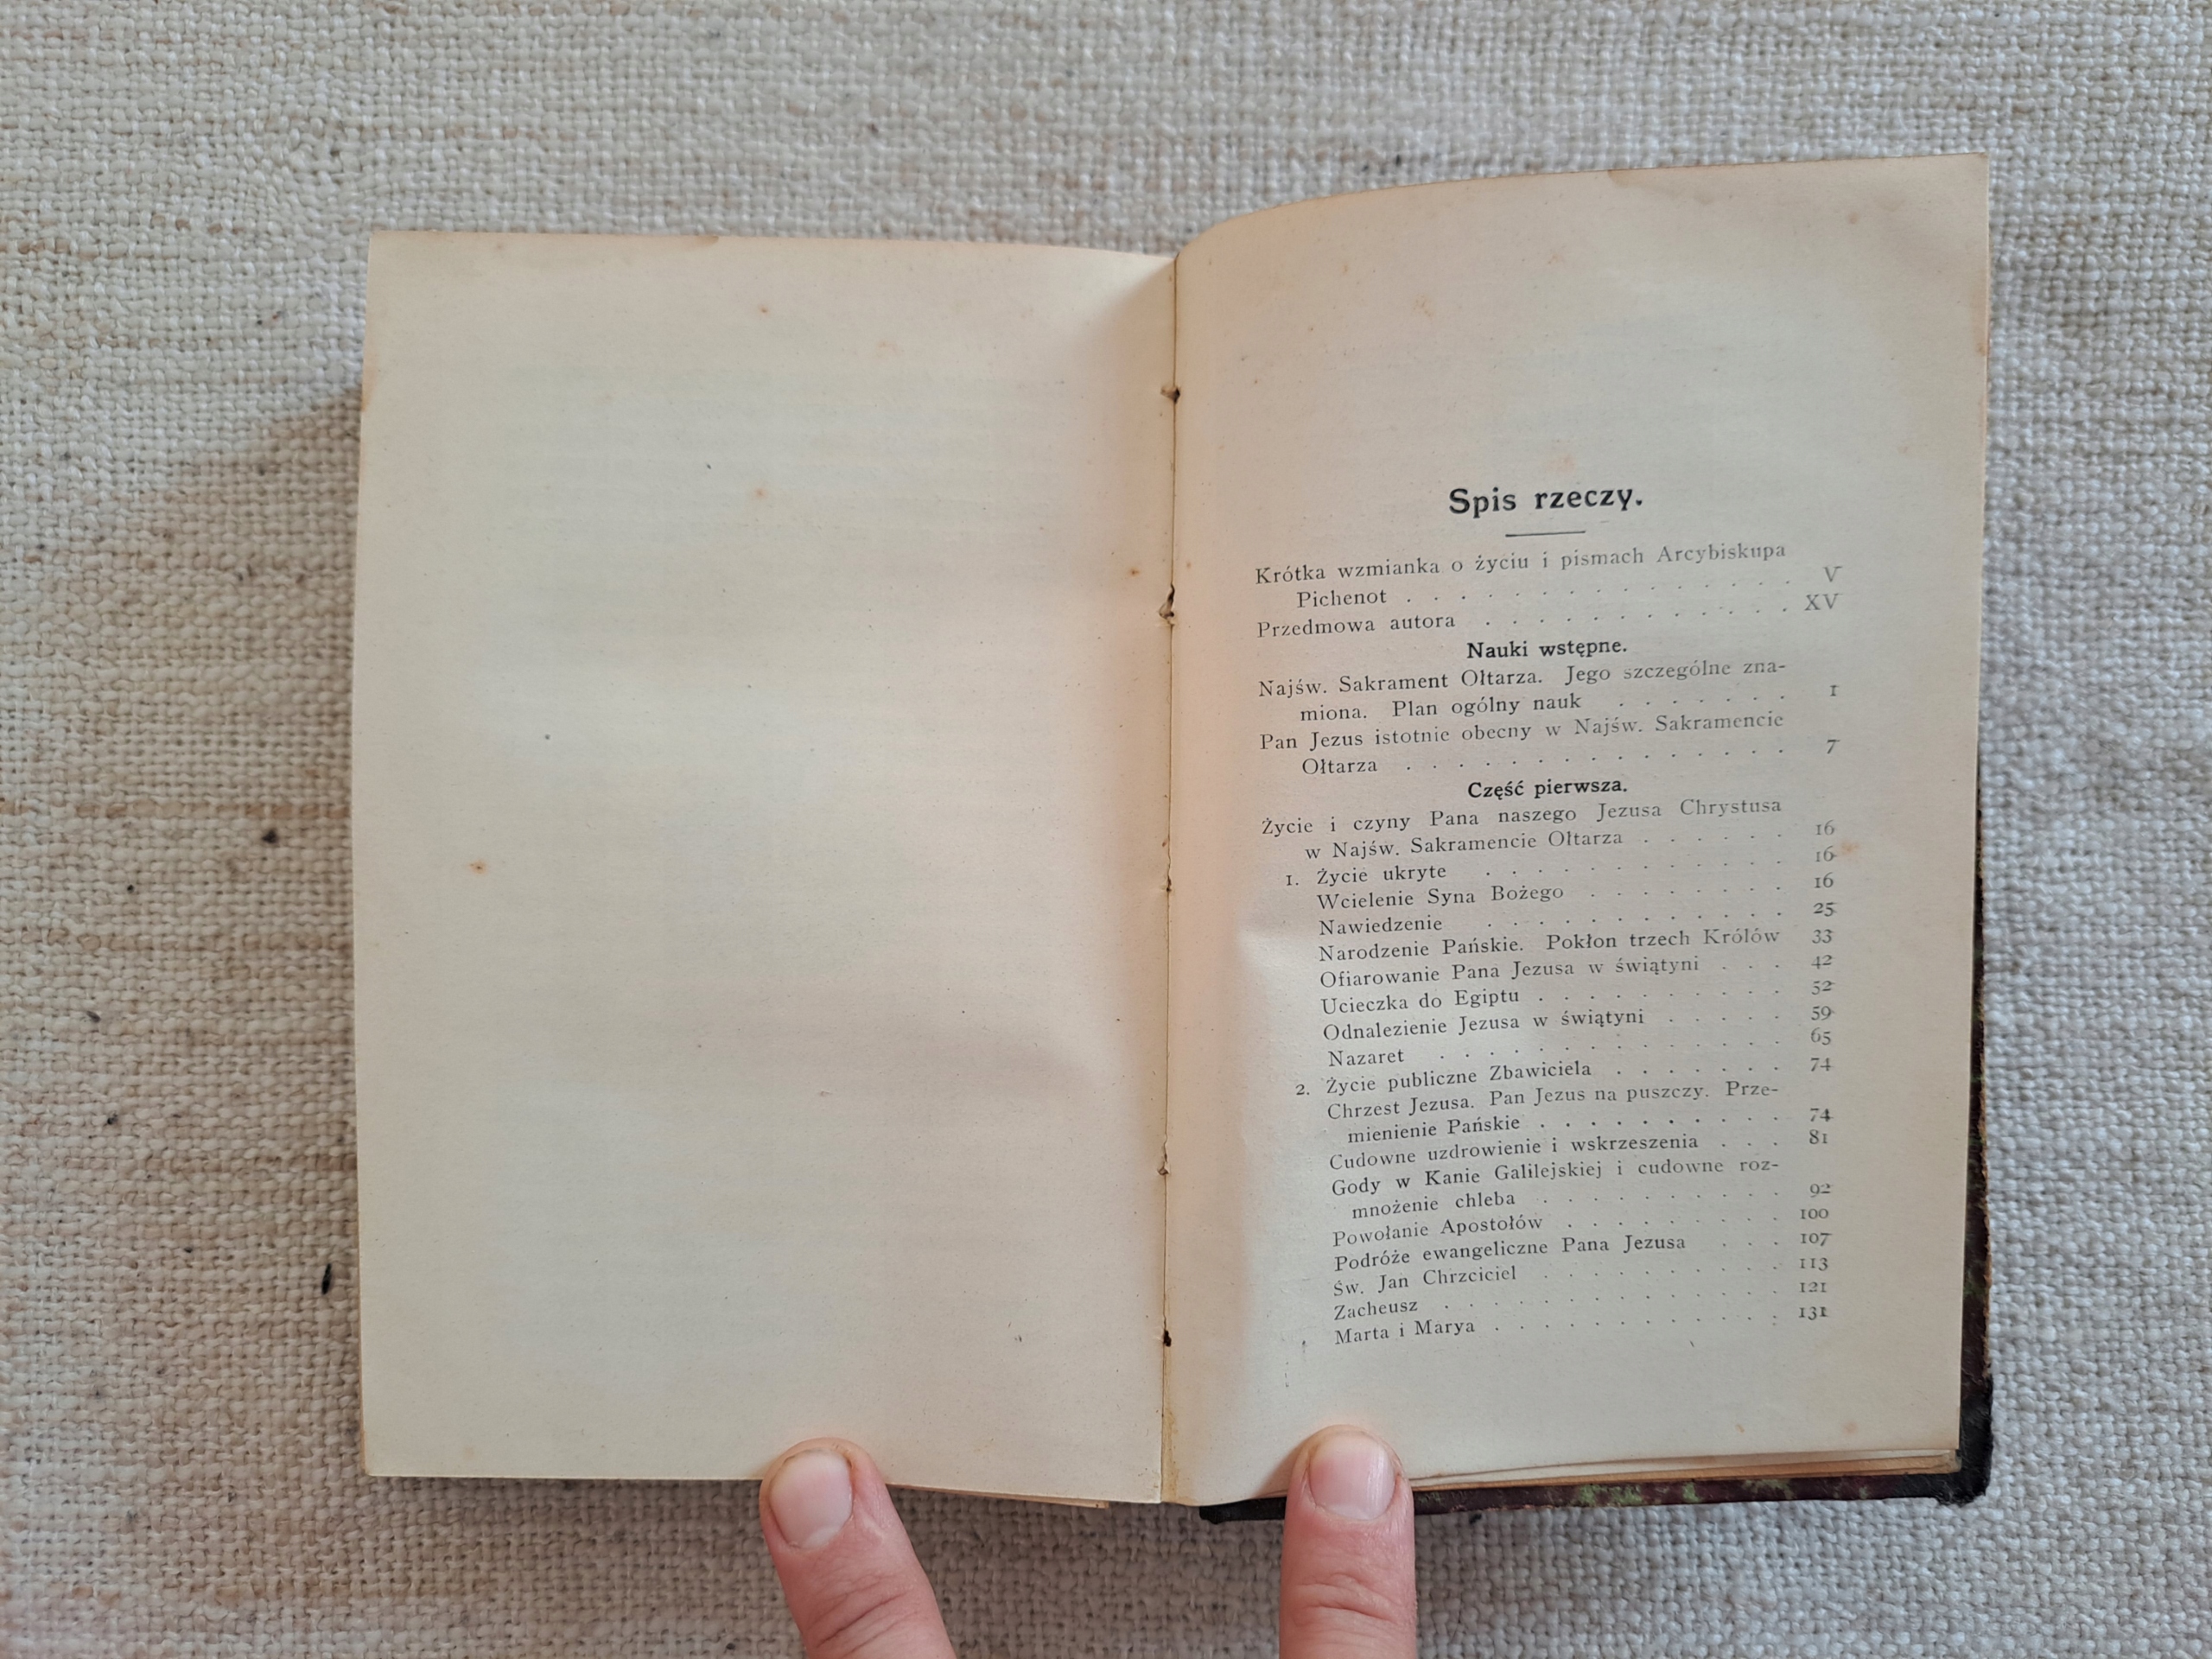 Spis rzeczy.
Krótka wzmianka o życiu i pismach Arcybiskupa
Pichenot . . . . . . . . . . . . . . V
Przedmowa autora . . . . . . . . . . . . XV
Nauki wstępne.
Najśw. Sakrament Ołtarza. Jego szczególne zna-
miona. Plan ogólny nauk . . . . . . . 1
Pan Jezus istotnie obecny w Najśw. Sakramencie
Ołtarza . . . . . . . . . . . . . . . 7
Część pierwsza.
Życie i czyny Pana naszego Jezusa Chrystusa
w Najśw. Sakramencie Ołtarza . . . . . . 16
1. Życie ukryte . . . . . . . . . . . . 16
Wcielenie Syna Bożego . . . . . . . . 16
Nawiedzenie . . . . . . . . . . . . 25
Narodzenie Pańskie. Pokłon trzech Królów 33
Ofiarowanie Pana Jezusa w świątyni . . . 42
Ucieczka do Egiptu . . . . . . . . . . 52
Odnalezienie Jezusa w świątyni . . . . . 59
Nazaret . . . . . . . . . . . . . . 65
2. Życie publiczne Zbawiciela . . . . . . . 74
Chrzest Jezusa. Pan Jezus na puszczy. Prze-
mienienie Pańskie . . . . . . . . . . 74
Cudowne uzdrowienie i wskrzeszenia . . . 81
Gody w Kanie Galilejskiej i cudowne roz-
mnożenie chleba . . . . . . . . . . 92
Powołanie Apostołów . . . . . . . . . 100
Podróże ewangeliczne Pana Jezusa . . . 107
Św. Jan Chrzciciel . . . . . . . . . . 113
Zacheusz . . . . . . . . . . . . . . 121
Marta i Marya . . . . . . . . . . . . 131